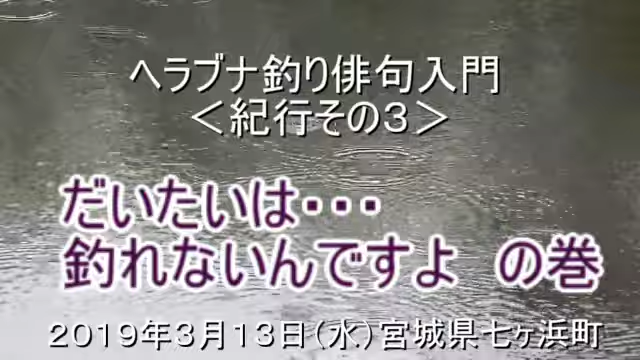 ヘラブナ釣り俳句入門
＜紀行その３＞
だいたいは・・・
釣れないんですよ　の巻
２０１９年３月１３日（水）宮城県七ヶ浜町